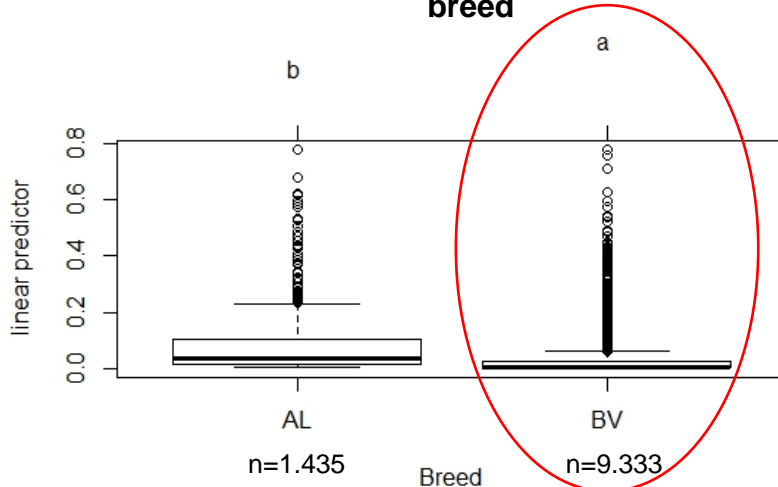 breed
b
a
linear predictor
0.8
0.6
0.4
0.2
0.0
AL
BV
n=1.435
n=9.333
Breed